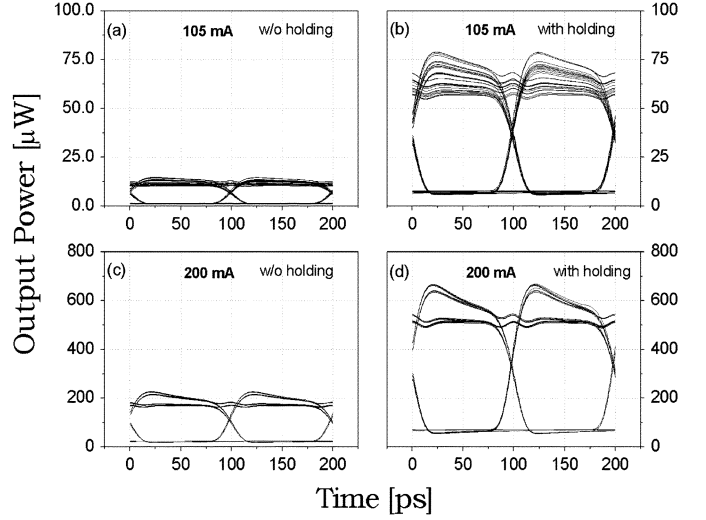 100.0 (a) 105 mA w/o holding (b) 105 mA with holding 100
75.0 75
50.0 50
25.0 25
0.0 0
0 50 100 150 200 0 50 100 150 200
800 (c) 200 mA w/o holding (d) 200 mA with holding 800
600 600
400 400
200 200
0 0
0 50 100 150 200 0 50 100 150 200
Output Power [μW]
Time [ps]